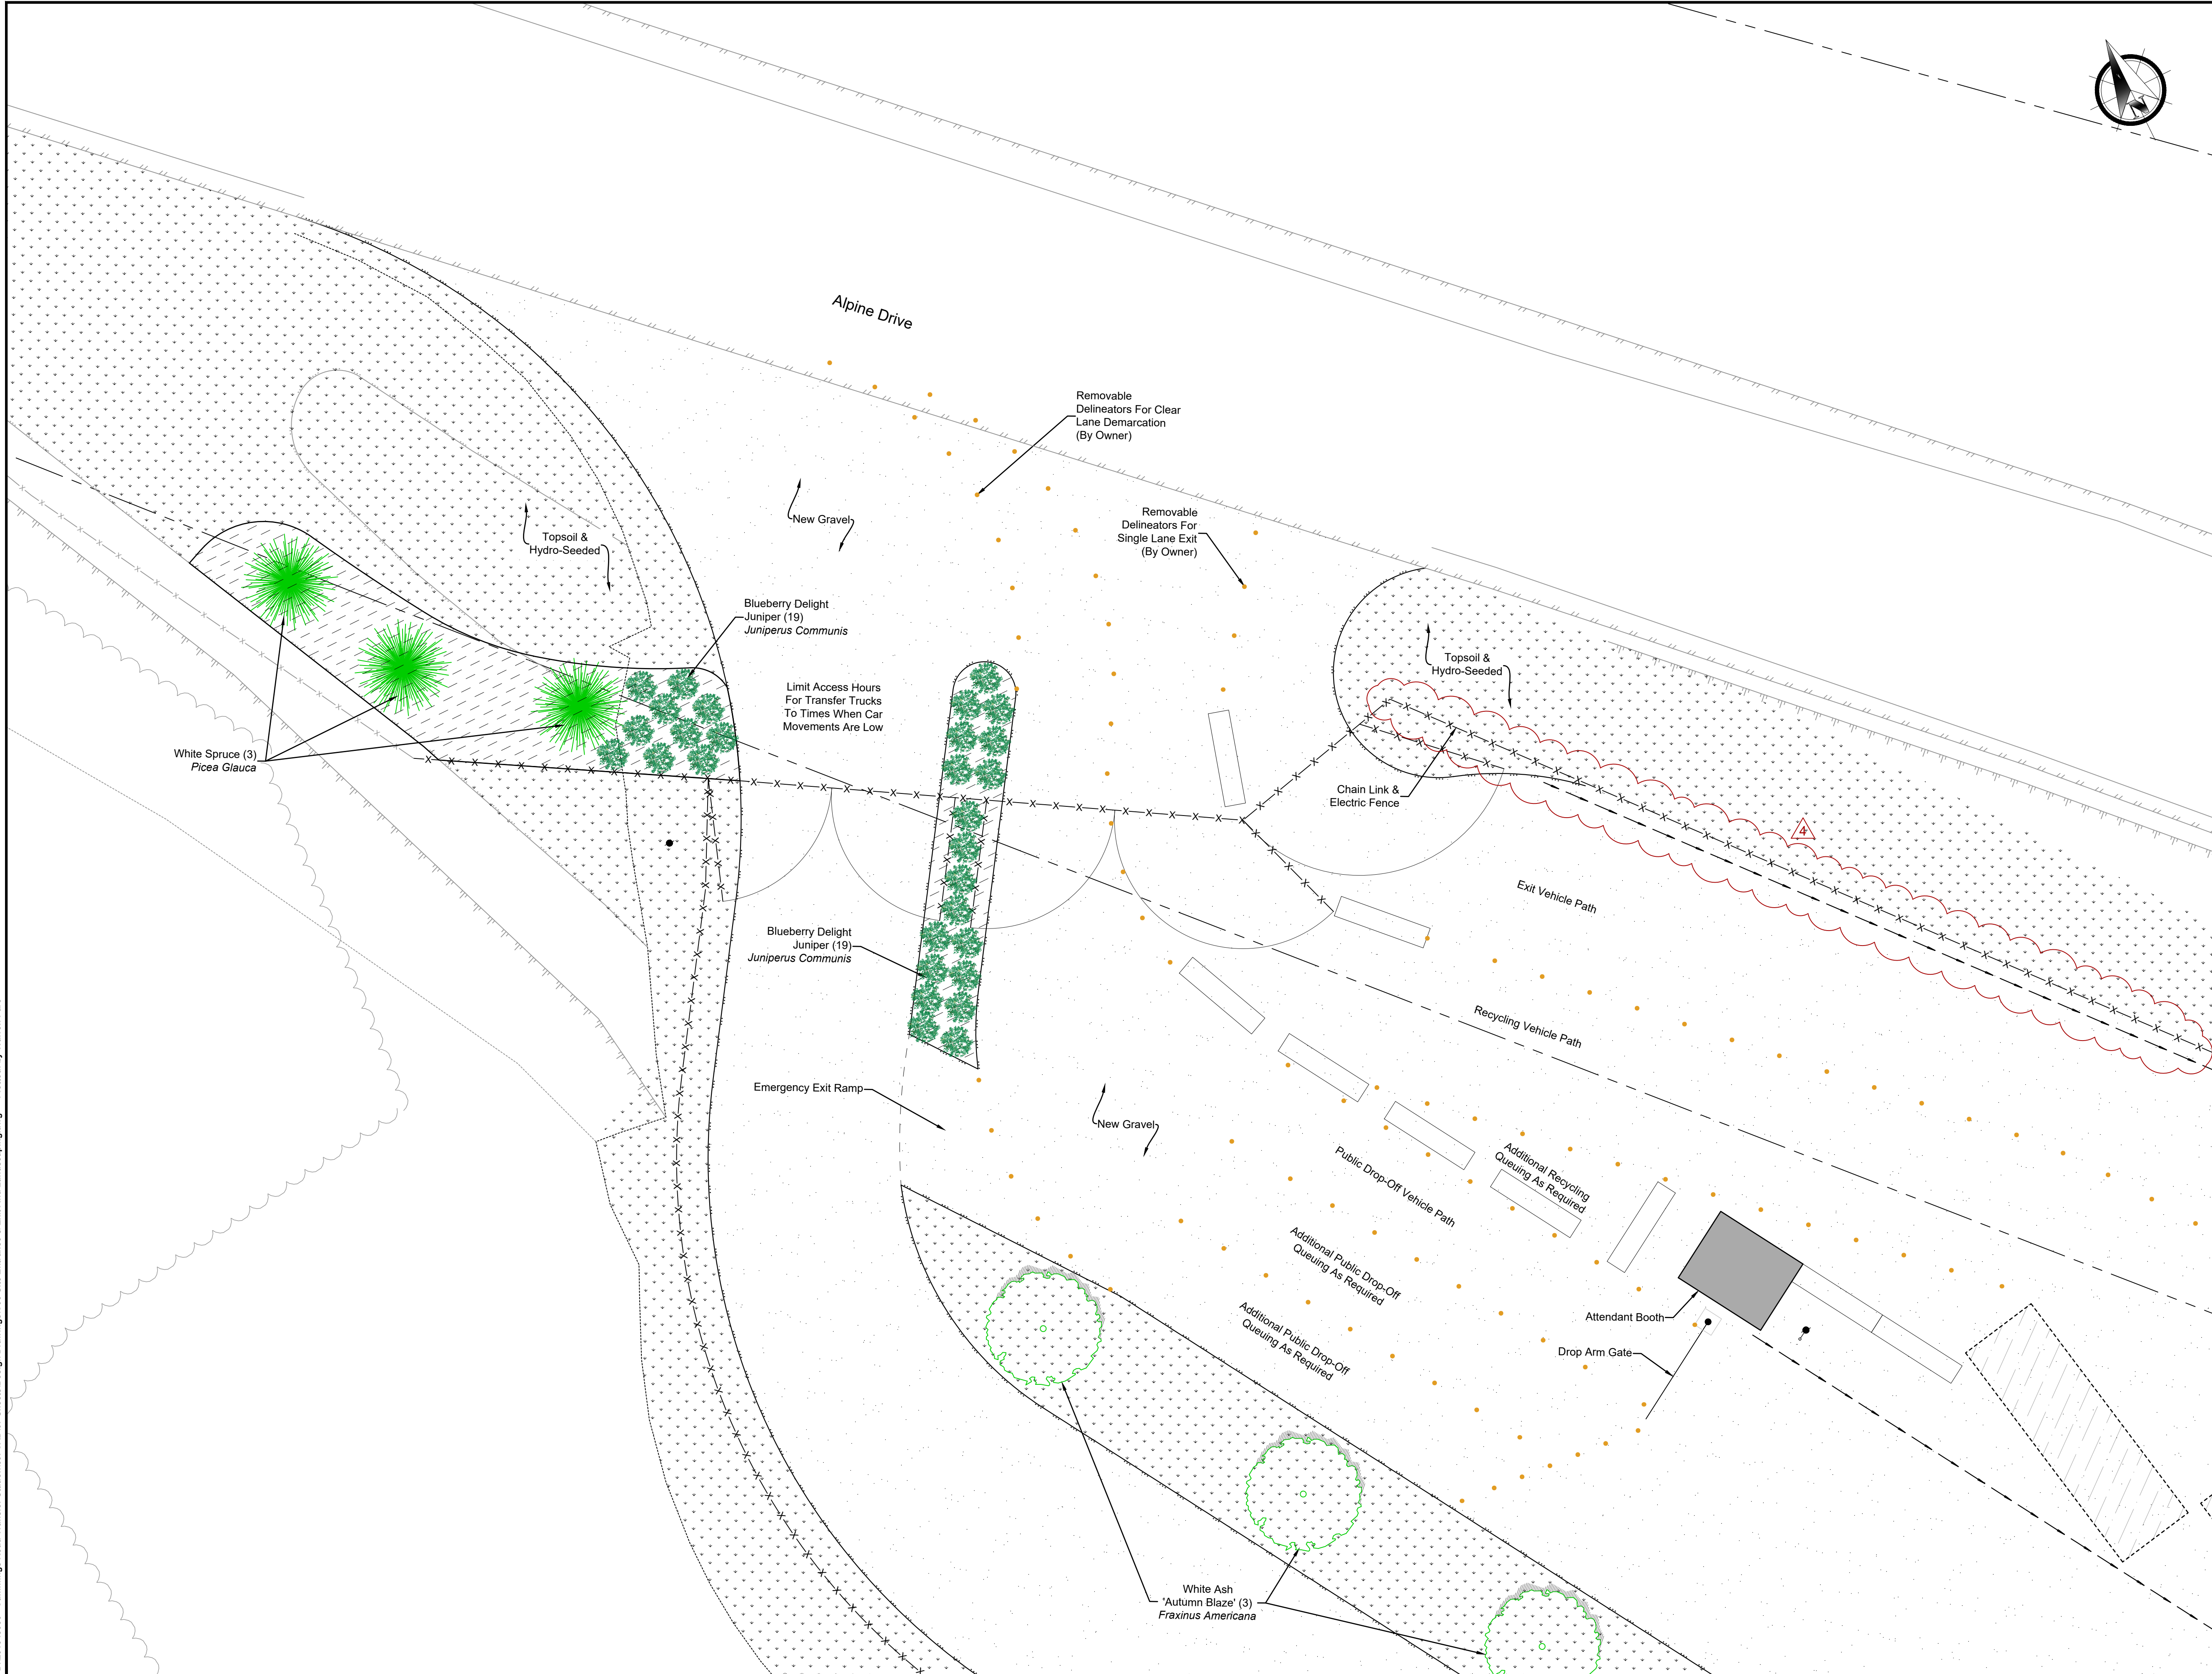 Alpine Drive
Removable
Delineators For Clear
Lane Demarcation
(By Owner)
New Gravel
Removable
Delineators For
Single Lane Exit
(By Owner)
Topsoil &
Hydro-Seeded
Blueberry Delight
Juniper (19)
Juniperus Communis
Topsoil &
Hydro-Seeded
Limit Access Hours
For Transfer Trucks
To Times When Car
Movements Are Low
White Spruce (3)
Picea Glauca
Chain Link &
Electric Fence
4
Exit Vehicle Path
Blueberry Delight
Juniper (19)
Juniperus Communis
Recycling Vehicle Path
Emergency Exit Ramp
New Gravel
Public Drop-Off Vehicle Path
Additional Recycling
Queuing As Required
Additional Public Drop-Off
Queuing As Required
Additional Public Drop-Off
Queuing As Required
Attendant Booth
Drop Arm Gate
White Ash
'Autumn Blaze' (3)
Fraxinus Americana
N